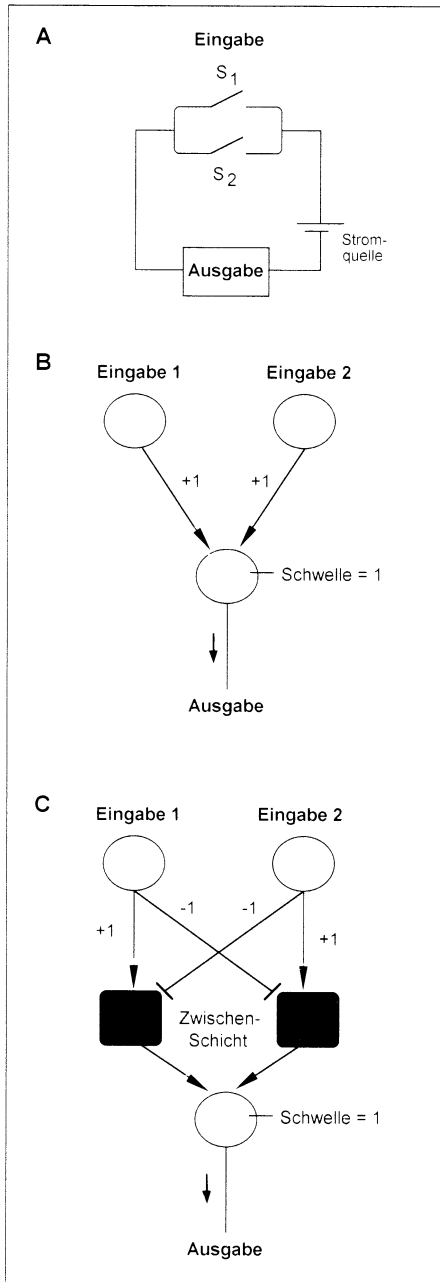 A
Eingabe
S1
S2
Strom-
quelle
Ausgabe
B
Eingabe 1 Eingabe 2
+1 +1
Schwelle = 1
Ausgabe
C
Eingabe 1 Eingabe 2
-1 -1
+1 +1
Zwischen-
Schicht
Schwelle = 1
Ausgabe